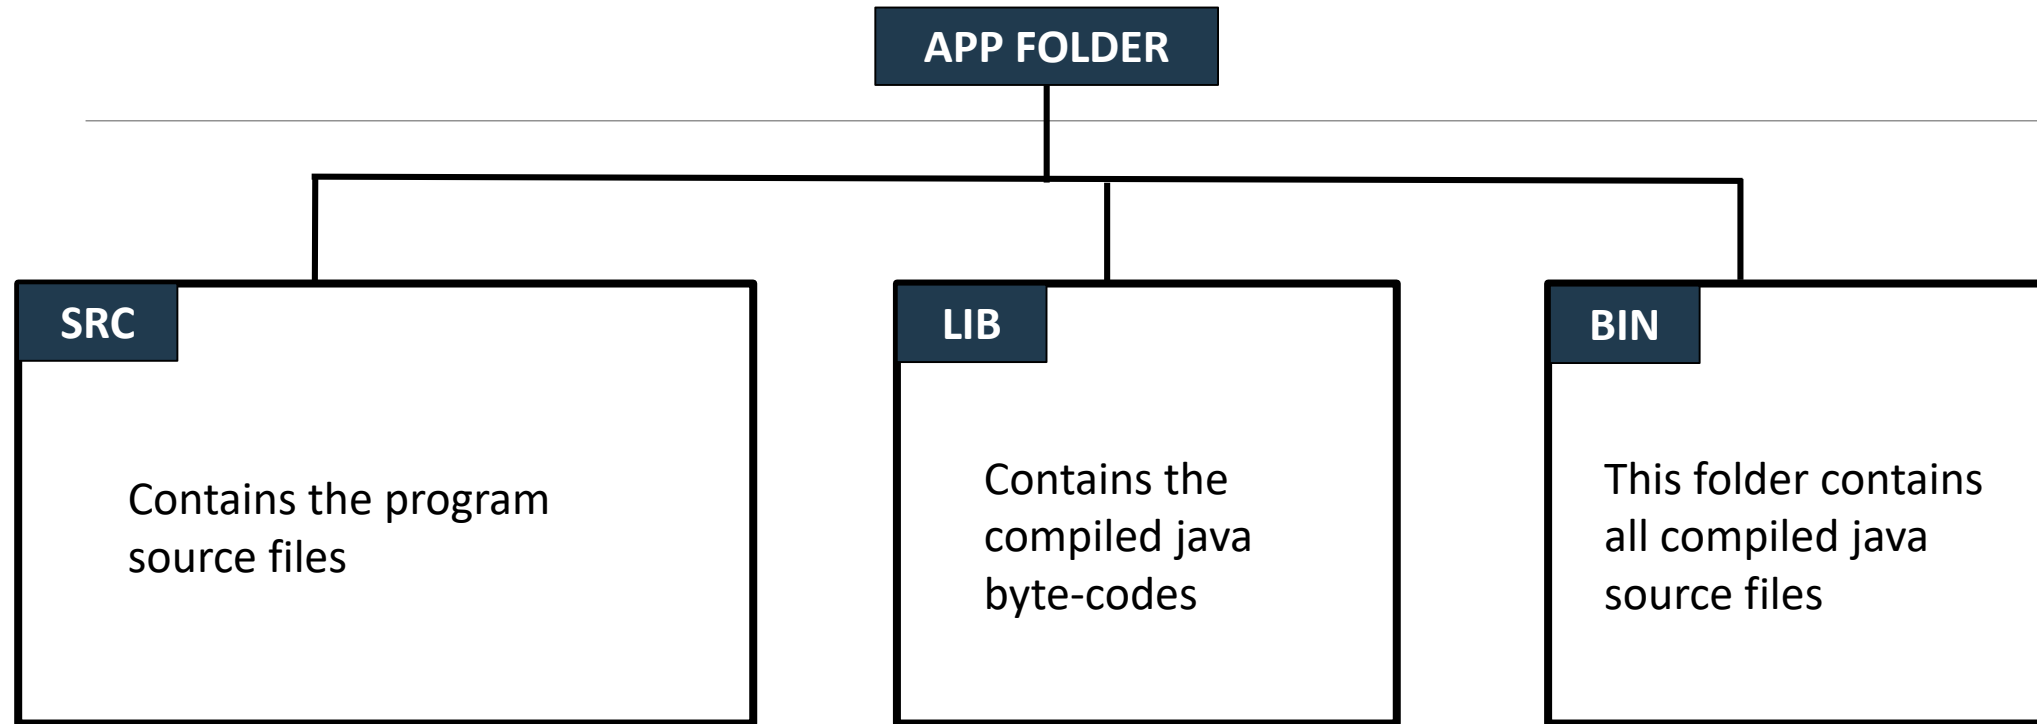 APP FOLDER
SRC
Contains the program
source files
LIB
Contains the
compiled java
byte-codes
BIN
This folder contains
all compiled java
source files